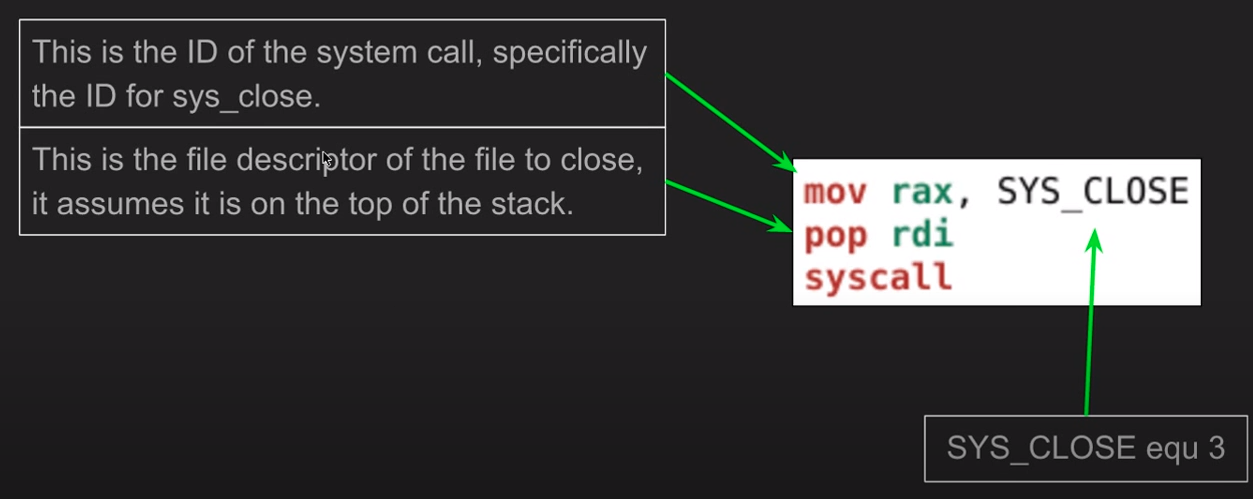 This is the ID of the system call, specifically
the ID for sys_close.
This is the file descriptor of the file to close,
it assumes it is on the top of the stack.
mov rax, SYS_CLOSE
pop rdi
syscall
SYS_CLOSE equ 3